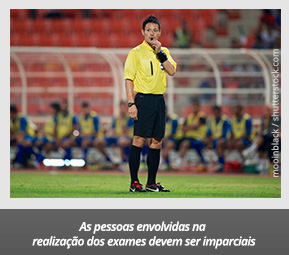 mooinblack / shutterstock.com
As pessoas envolvidas na
realização dos exames devem ser imparciais